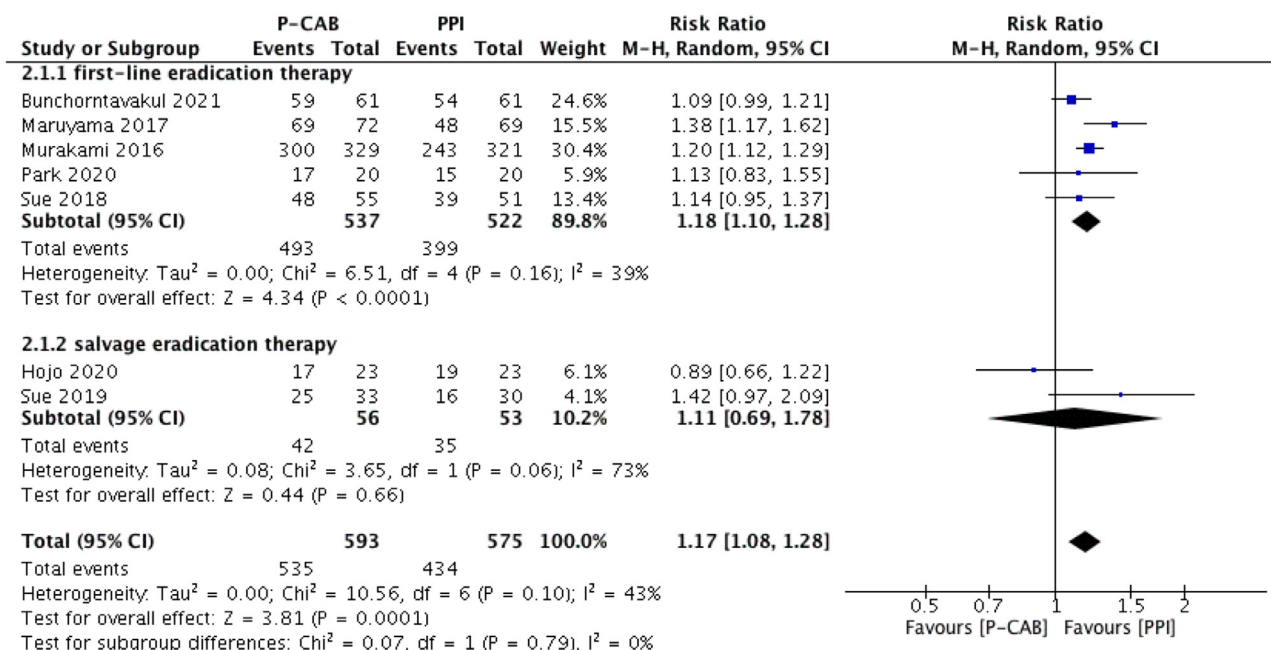 P-CAB PPI Risk Ratio Risk Ratio
Study or Subgroup Events Total Events Total Weight M-H, Random, 95% CI M-H, Random, 95% CI
2.1.1 first-line eradication therapy
Bunchorntavakul 2021 59 61 54 61 24.6% 1.09 [0.99, 1.21]
Maruyama 2017 69 72 48 69 15.5% 1.38 [1.17, 1.62]
Murakami 2016 300 329 243 321 30.4% 1.20 [1.12, 1.29]
Park 2020 17 20 15 20 5.9% 1.13 [0.83, 1.55]
Sue 2018 48 55 39 51 13.4% 1.14 [0.95, 1.37]
Subtotal (95% CI) 537 522 89.8% 1.18 [1.10, 1.28]
Total events 493 399
Heterogeneity: Tau² = 0.00; Chi² = 6.51, df = 4 (P = 0.16); I² = 39%
Test for overall effect: Z = 4.34 (P < 0.0001)
2.1.2 salvage eradication therapy
Hojo 2020 17 23 19 23 6.1% 0.89 [0.66, 1.22]
Sue 2019 25 33 16 30 4.1% 1.42 [0.97, 2.09]
Subtotal (95% CI) 56 53 10.2% 1.11 [0.69, 1.78]
Total events 42 35
Heterogeneity: Tau² = 0.08; Chi² = 3.65, df = 1 (P = 0.06); I² = 73%
Test for overall effect: Z = 0.44 (P = 0.66)
Total (95% CI) 593 575 100.0% 1.17 [1.08, 1.28]
Total events 535 434
Heterogeneity: Tau² = 0.00; Chi² = 10.56, df = 6 (P = 0.10); I² = 43%
Test for overall effect: Z = 3.81 (P = 0.0001)
Test for subgroup differences: Chi² = 0.07, df = 1 (P = 0.79), I² = 0%
0.5 0.7 1 1.5 2
Favours [P-CAB] Favours [PPI]